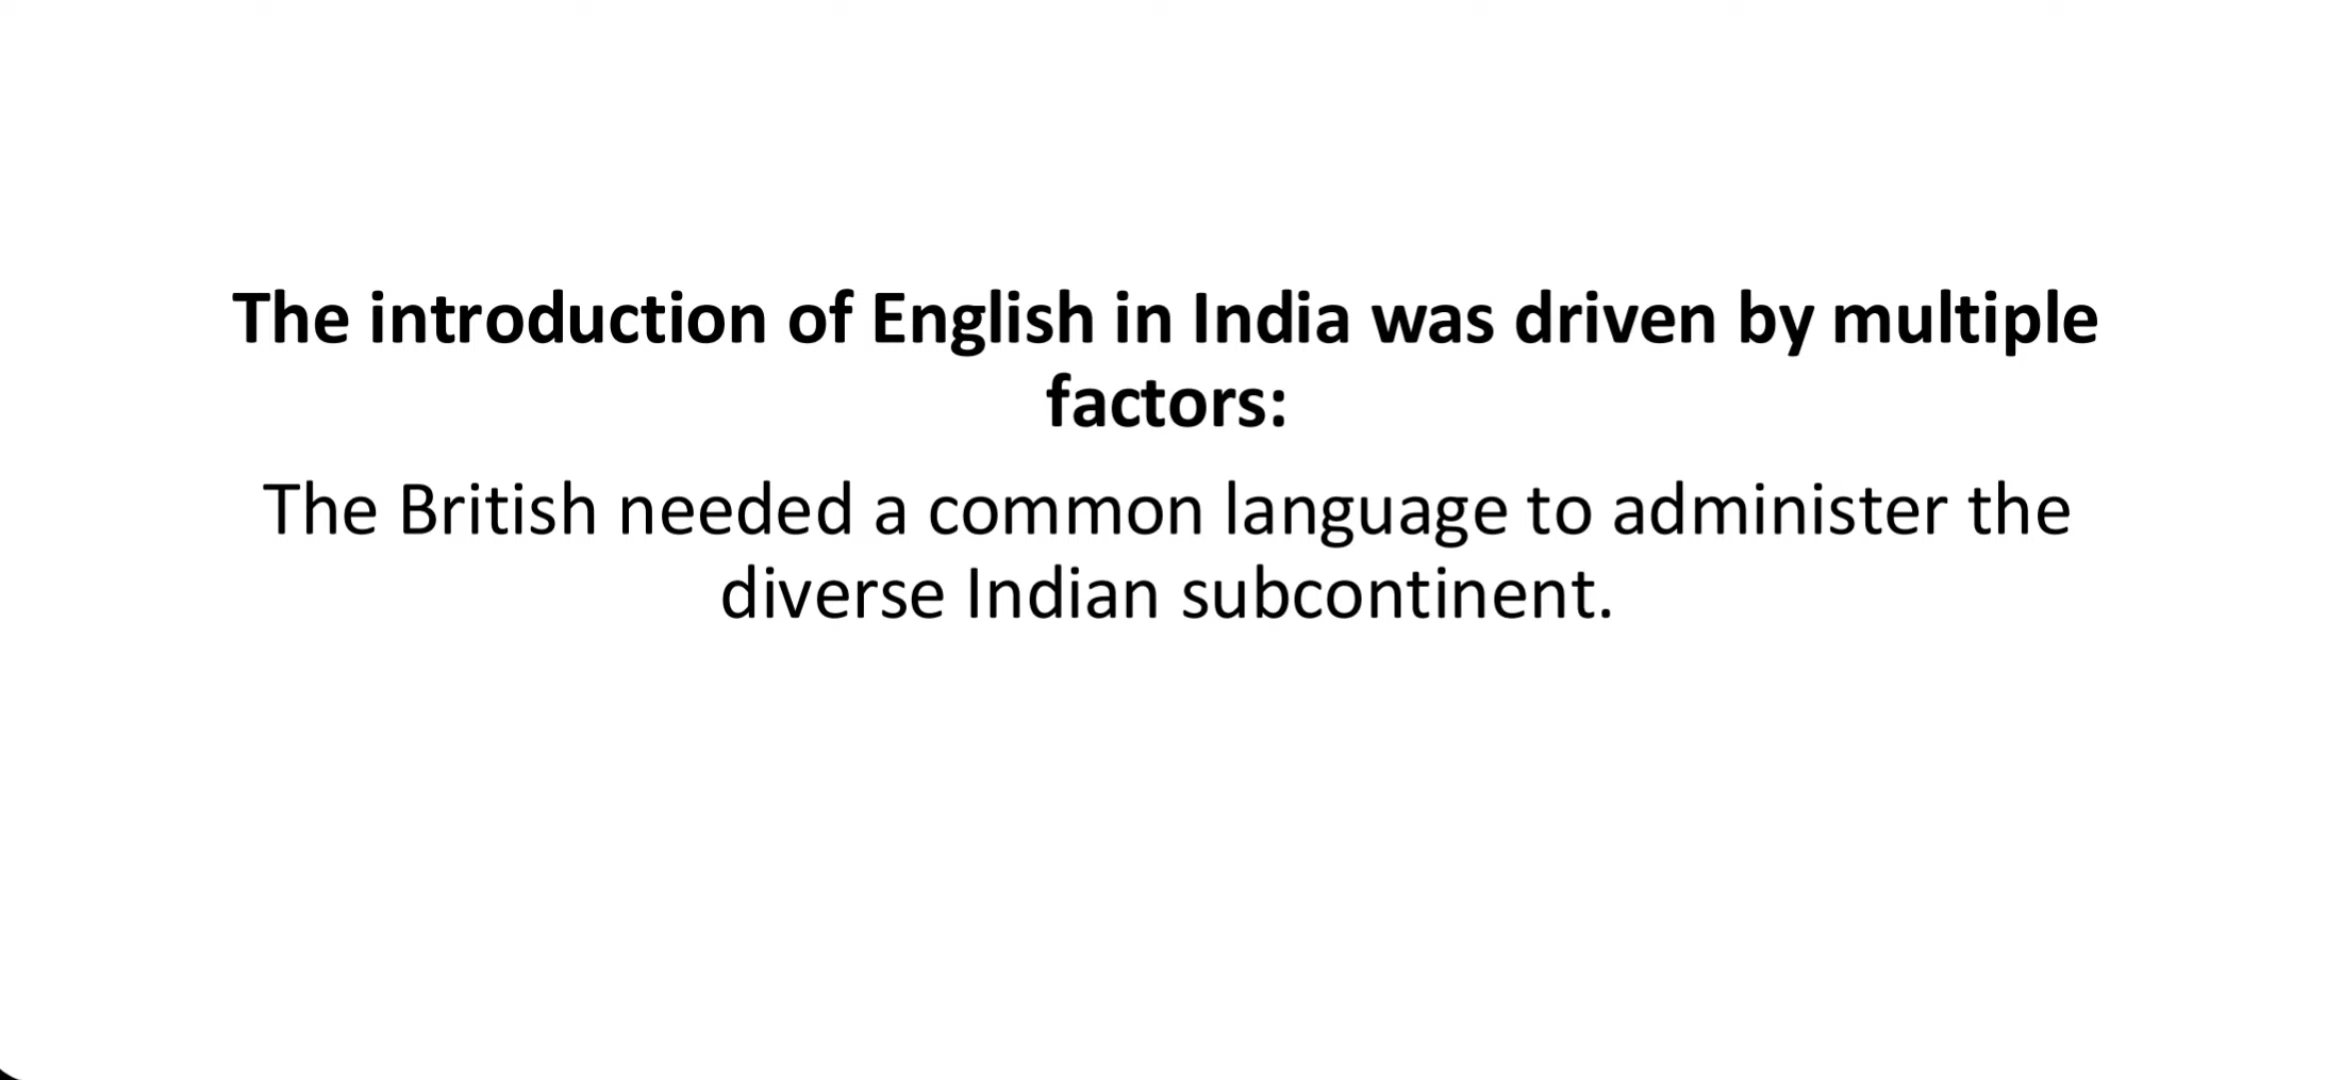 The introduction of English in India was driven by multiple
factors:
The British needed a common language to administer the
diverse Indian subcontinent.